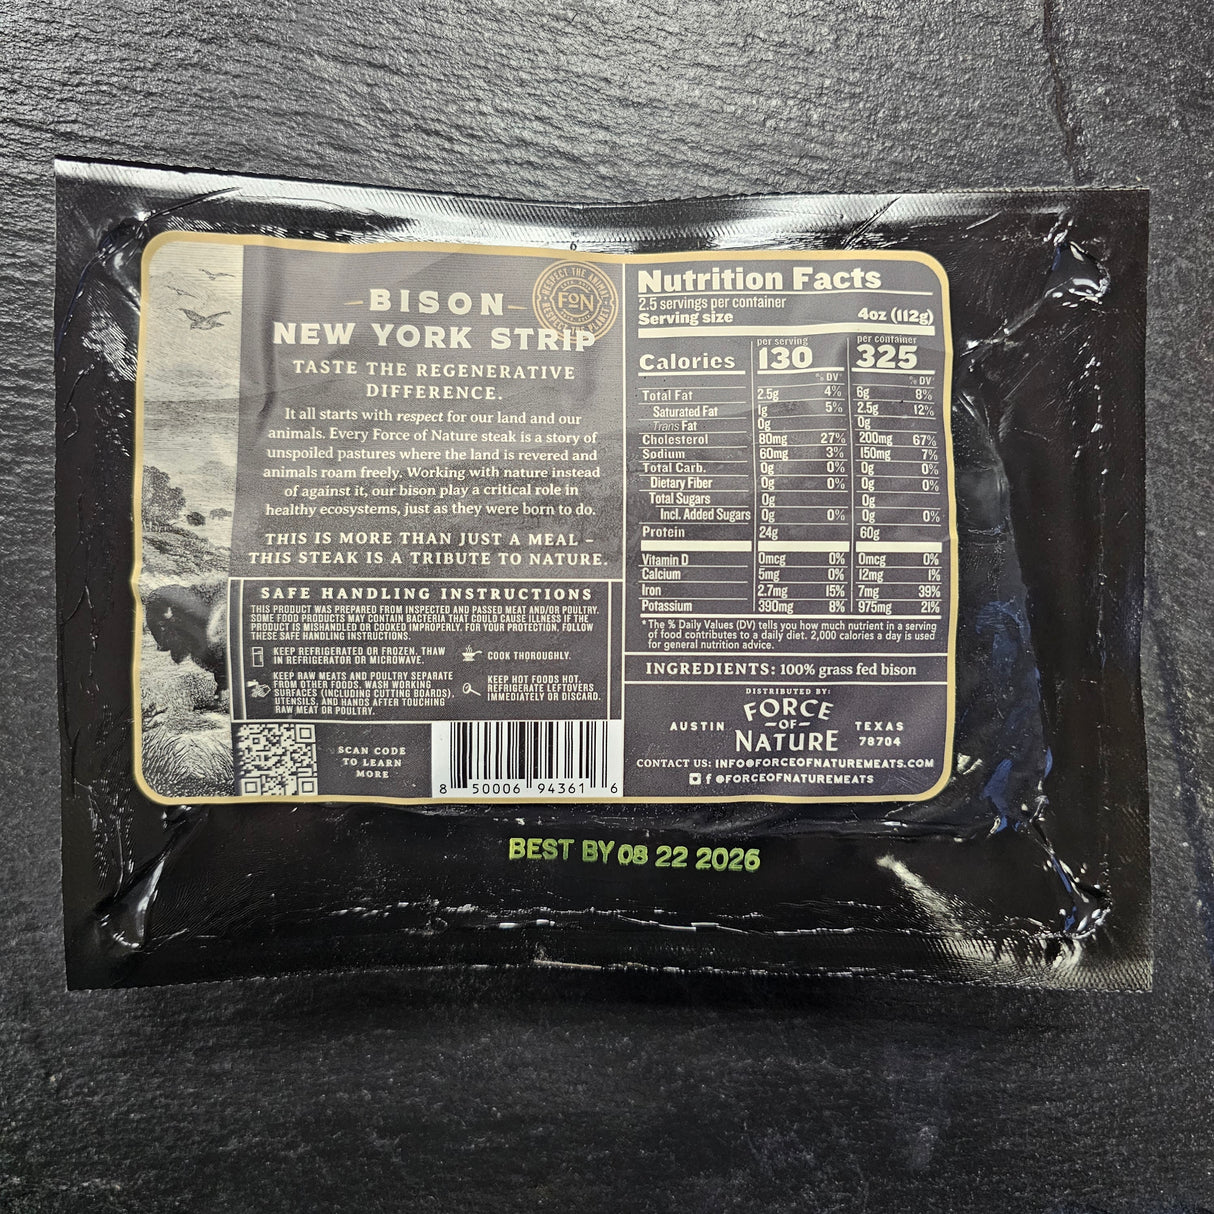 6
BISON
NEW YORK STRIP
RESPECT THE ANIMAL
FoN
TASTE THE REGENERATIVE
DIFFERENCE.
It all starts with respect for our land and our
animals. Every Force of Nature steak is a story of
unspoiled pastures where the land is revered and
animals roam freely. Working with nature instead
of against it, our bison play a critical role in
healthy ecosystems, just as they were born to do.
THIS IS MORE THAN JUST A MEAL –
THIS STEAK IS A TRIBUTE TO NATURE.
SAFE HANDLING INSTRUCTIONS
THIS PRODUCT WAS PREPARED FROM INSPECTED AND PASSED MEAT AND/OR POULTRY.
SOME FOOD PRODUCTS MAY CONTAIN BACTERIA THAT COULD CAUSE ILLNESS IF THE
PRODUCT IS MISHANDLED OR COOKED IMPROPERLY. FOR YOUR PROTECTION, FOLLOW
THESE SAFE HANDLING INSTRUCTIONS.
KEEP REFRIGERATED OR FROZEN. THAW
IN REFRIGERATOR OR MICROWAVE.
KEEP RAW MEATS AND POULTRY SEPARATE
FROM OTHER FOODS. WASH WORKING
SURFACES (INCLUDING CUTTING BOARDS),
UTENSILS, AND HANDS AFTER TOUCHING
RAW MEAT OR POULTRY.
COOK THOROUGHLY.
KEEP HOT FOODS HOT.
REFRIGERATE LEFTOVERS
IMMEDIATELY OR DISCARD.
SCAN CODE
TO LEARN
MORE
8 50006 94361 6
Nutrition Facts
2.5 servings per container
Serving size 4oz (112g)
per serving per container
Calories 130 325
% DV* % DV*
Total Fat 2.5g 4% 6g 8%
Saturated Fat 1g 5% 2.5g 12%
Trans Fat 0g 0g
Cholesterol 80mg 27% 200mg 67%
Sodium 60mg 3% 150mg 7%
Total Carb. 0g 0% 0g 0%
Dietary Fiber 0g 0% 0g 0%
Total Sugars 0g 0g
Incl. Added Sugars 0g 0% 0g 0%
Protein 24g 60g
Vitamin D 0mcg 0% 0mcg 0%
Calcium 5mg 0% 12mg 1%
Iron 2.7mg 15% 7mg 39%
Potassium 390mg 8% 975mg 21%
* The % Daily Values (DV) tells you how much nutrient in a serving
of food contributes to a daily diet. 2,000 calories a day is used
for general nutrition advice.
INGREDIENTS: 100% grass fed bison
DISTRIBUTED BY:
FORCE
AUSTIN –OF– TEXAS
NATURE 78704
CONTACT US: INFO@FORCEOFNATUREMEATS.COM
f @FORCEOFNATUREMEATS
BEST BY 08 22 2026